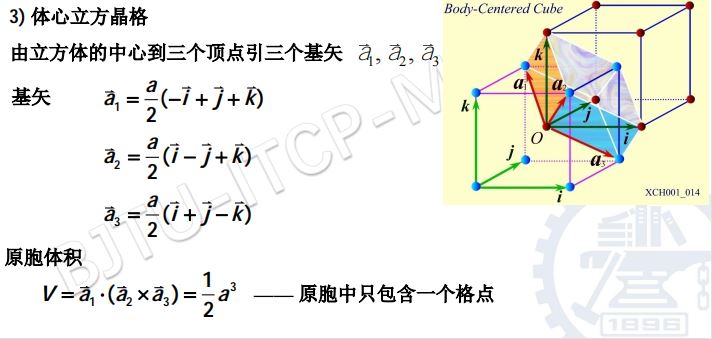 3) 体心立方晶格
由立方体的中心到三个顶点引三个基矢 $\vec{a}_1, \vec{a}_2, \vec{a}_3$
基矢 $\vec{a}_1 = \frac{a}{2}(-\vec{i}+\vec{j}+\vec{k})$
$\vec{a}_2 = \frac{a}{2}(\vec{i}-\vec{j}+\vec{k})$
$\vec{a}_3 = \frac{a}{2}(\vec{i}+\vec{j}-\vec{k})$
原胞体积
$V = \vec{a}_1 \cdot (\vec{a}_2 \times \vec{a}_3) = \frac{1}{2}a^3$ —— 原胞中只包含一个格点
Body-Centered Cube
k
a1 a2
k
j
O i
j a3
i
XCH001_014
BJTU-ITCP-M
1896